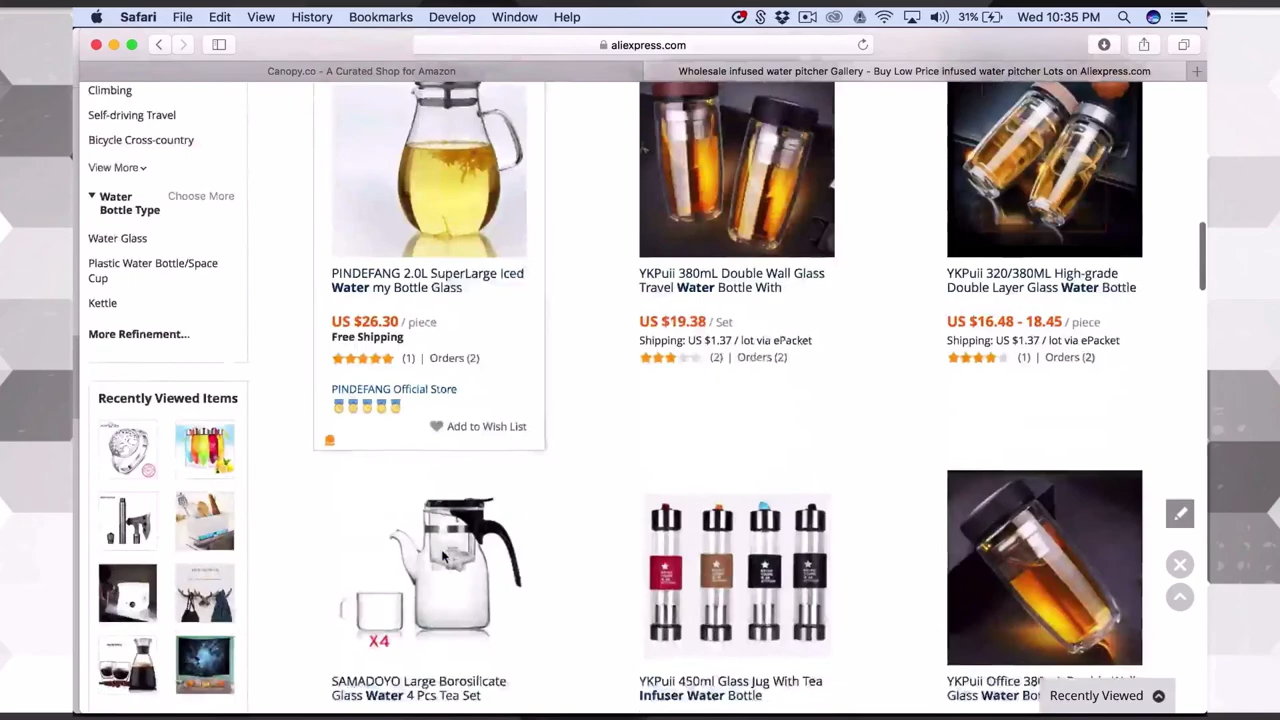 Safari File Edit View History Bookmarks Develop Window Help 31% Wed 10:35 PM
aliexpress.com
Canopy.co - A Curated Shop for Amazon
Wholesale infused water pitcher Gallery - Buy Low Price infused water pitcher Lots on Aliexpress.com
Climbing
Self-driving Travel
Bicycle Cross-country
View More
Water
Bottle Type
Choose More
Water Glass
Plastic Water Bottle/Space
Cup
Kettle
More Refinement...
Recently Viewed Items
PINDEFANG 2.0L SuperLarge Iced
Water my Bottle Glass
US $26.30 / piece
Free Shipping
(1) | Orders (2)
PINDEFANG Official Store
Add to Wish List
YKPuii 380mL Double Wall Glass
Travel Water Bottle With
US $19.38 / Set
Shipping: US $1.37 / lot via ePacket
(2) | Orders (2)
YKPuii 320/380ML High-grade
Double Layer Glass Water Bottle
US $16.48 - 18.45 / piece
Shipping: US $1.37 / lot via ePacket
(1) | Orders (2)
X4
SAMADOYO Large Borosilicate
Glass Water 4 Pcs Tea Set
YKPuii 450ml Glass Jug With Tea
Infuser Water Bottle
YKPuii Office
Glass Water
Recently Viewed